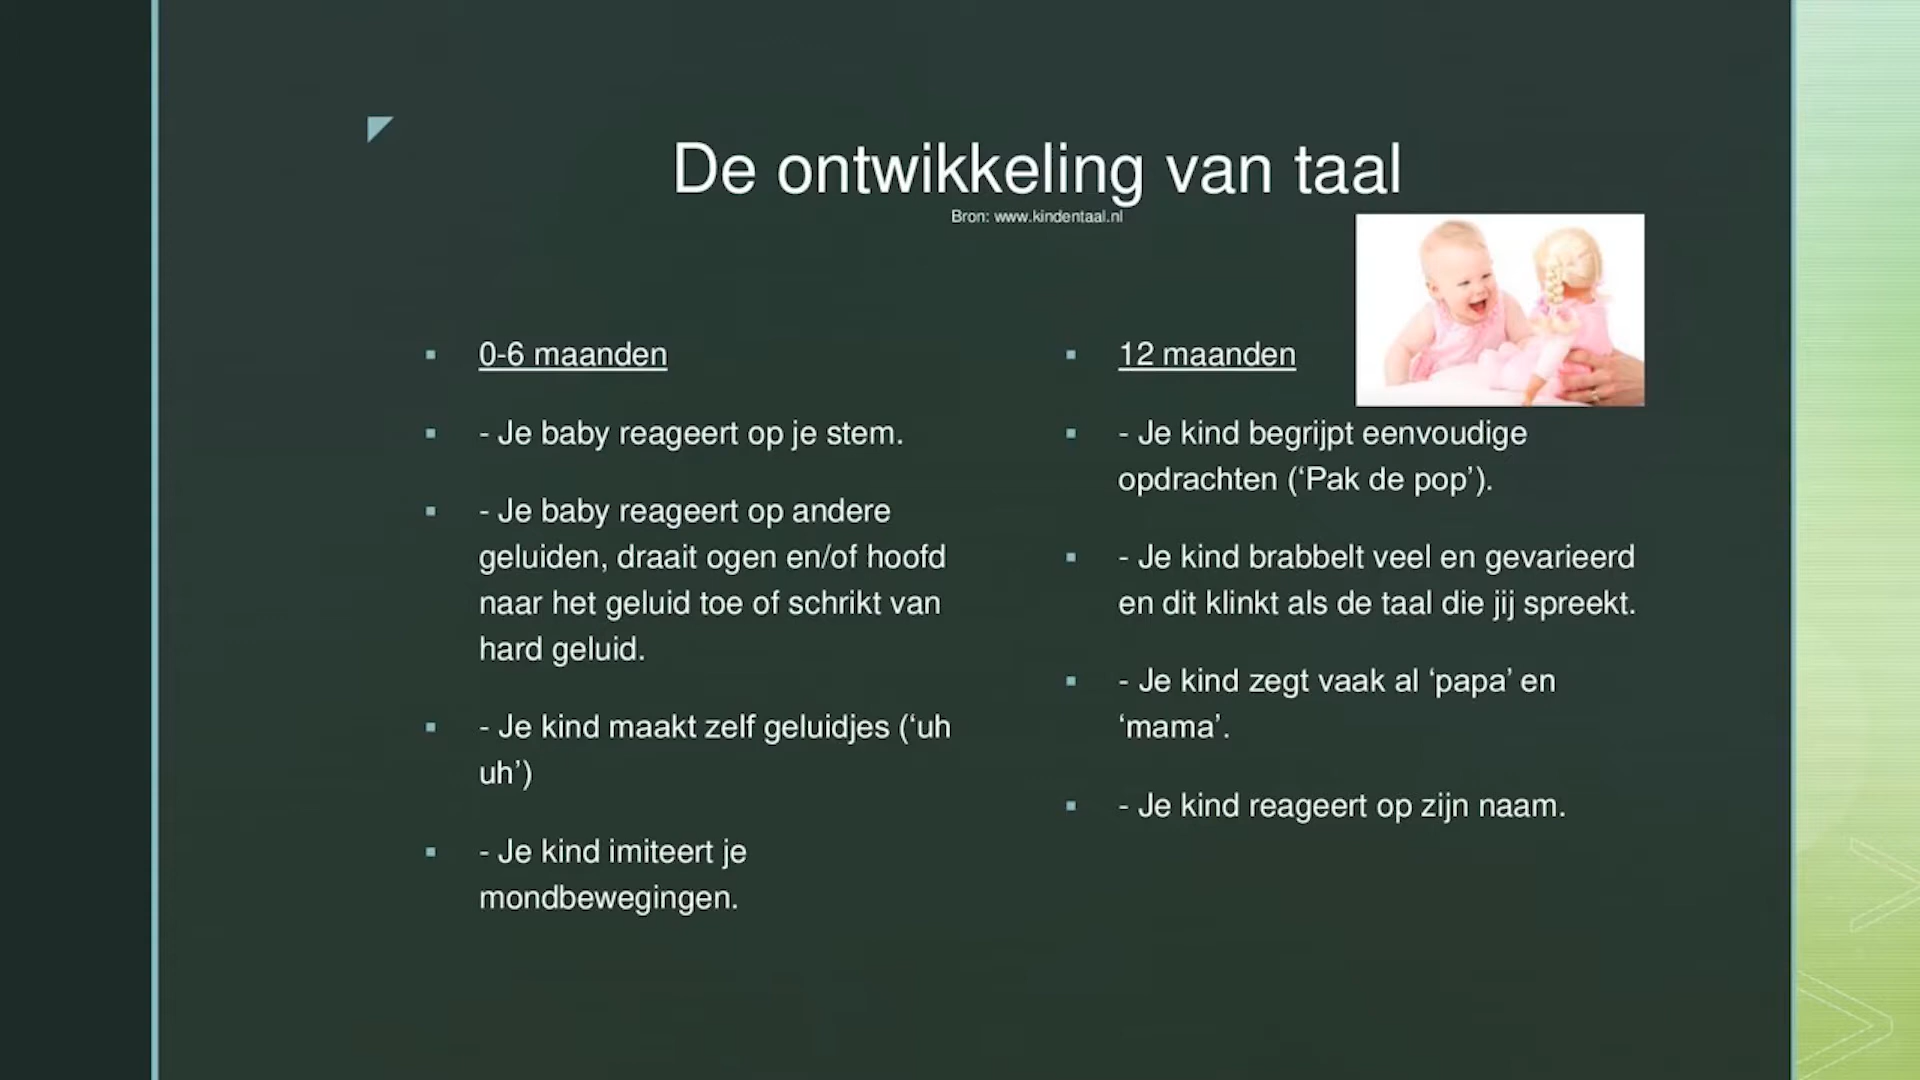 De ontwikkeling van taal
Bron: www.kindentaal.nl
0-6 maanden
- Je baby reageert op je stem.
- Je baby reageert op andere
geluiden, draait ogen en/of hoofd
naar het geluid toe of schrikt van
hard geluid.
- Je kind maakt zelf geluidjes (‘uh
uh’)
- Je kind imiteert je
mondbewegingen.
12 maanden
- Je kind begrijpt eenvoudige
opdrachten (‘Pak de pop’).
- Je kind brabbelt veel en gevarieerd
en dit klinkt als de taal die jij spreekt.
- Je kind zegt vaak al ‘papa’ en
‘mama’.
- Je kind reageert op zijn naam.